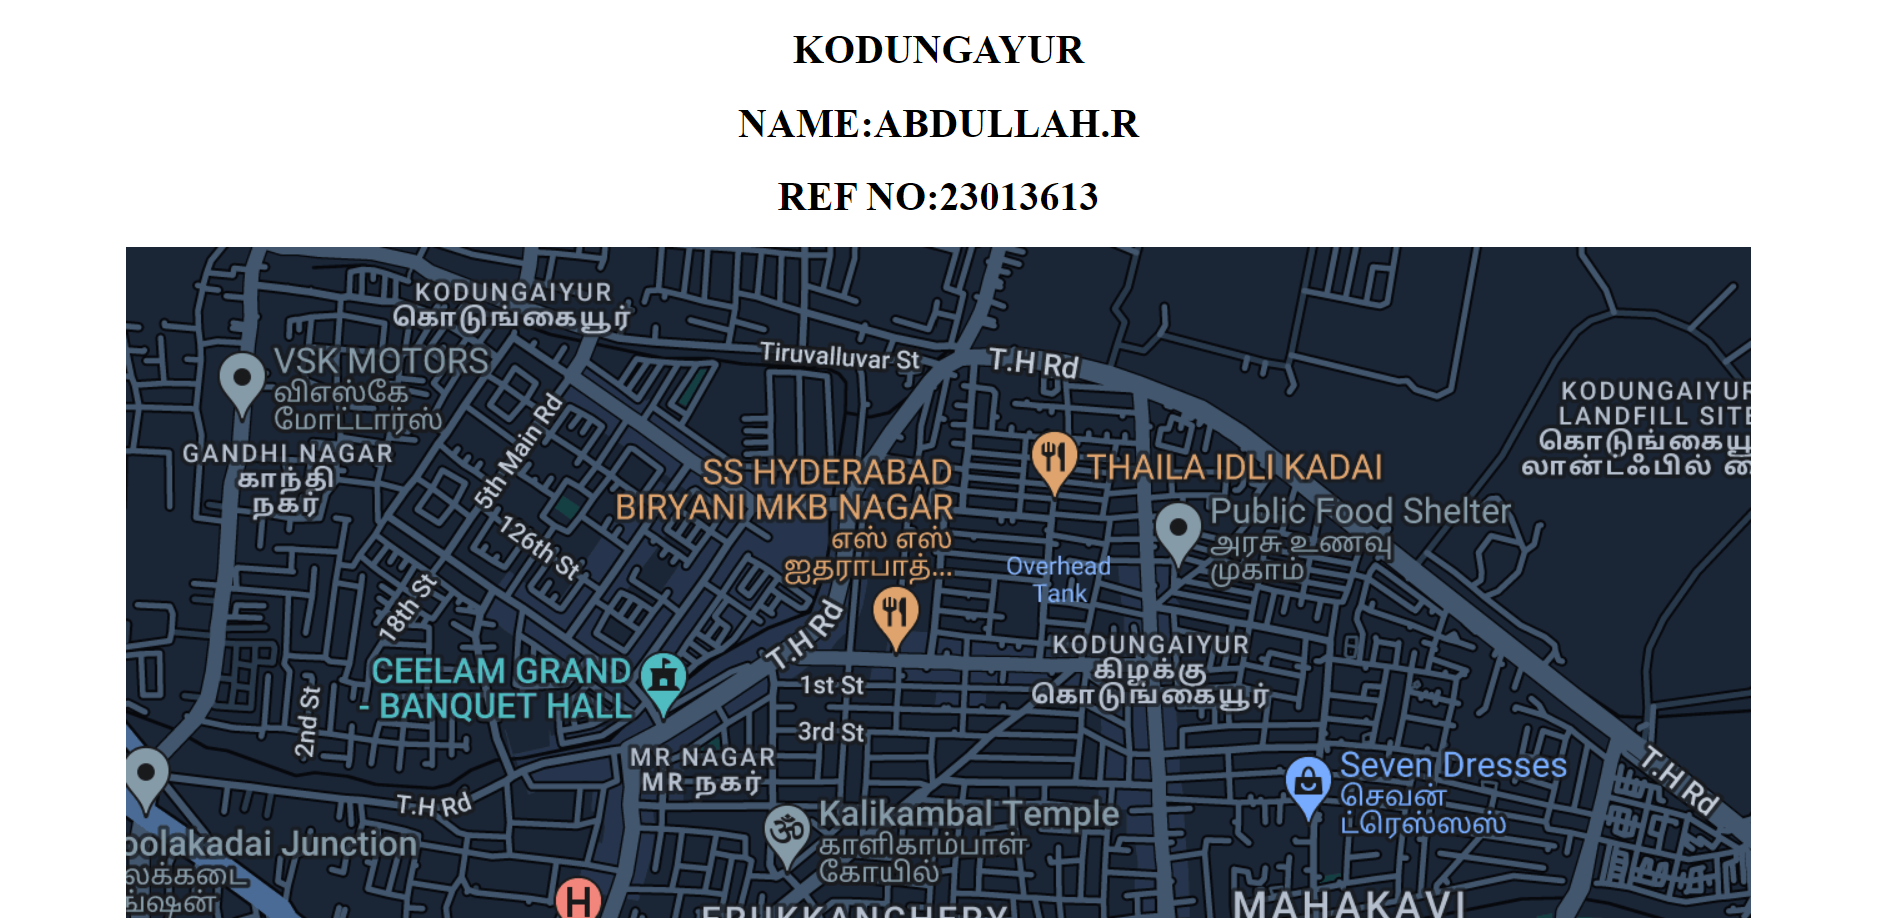 KODUNGAYUR
NAME:ABDULLAH.R
REF NO:23013613
KODUNGAIYUR
கொடுங்கையூர்
Tiruvalluvar St
T.H Rd
VSK MOTORS
விஎஸ்கே
மோட்டார்ஸ்
KODUNGAIYUR
LANDFILL SITE
கொடுங்கையூ
லான்ட்ஃபில் சை
5th Main Rd
GANDHI NAGAR
காந்தி
நகர்
SS HYDERABAD
BIRYANI MKB NAGAR
எஸ் எஸ்
ஐதராபாத்...
THAILA IDLI KADAI
Public Food Shelter
அரசு உணவு
முகாம்
126th St
Overhead
Tank
18th St
T.H Rd
KODUNGAIYUR
கிழக்கு
கொடுங்கையூர்
CEELAM GRAND
- BANQUET HALL
1st St
2nd St
3rd St
MR NAGAR
MR நகர்
Seven Dresses
செவன்
ட்ரெஸ்ஸஸ்
T.H Rd
T.H Rd
Kalikambal Temple
காளிகாம்பாள்
கோயில்
oolakadai Junction
லக்கடை
ங்ஷன்
H
ERUKKANCHERY
MAHAKAVI